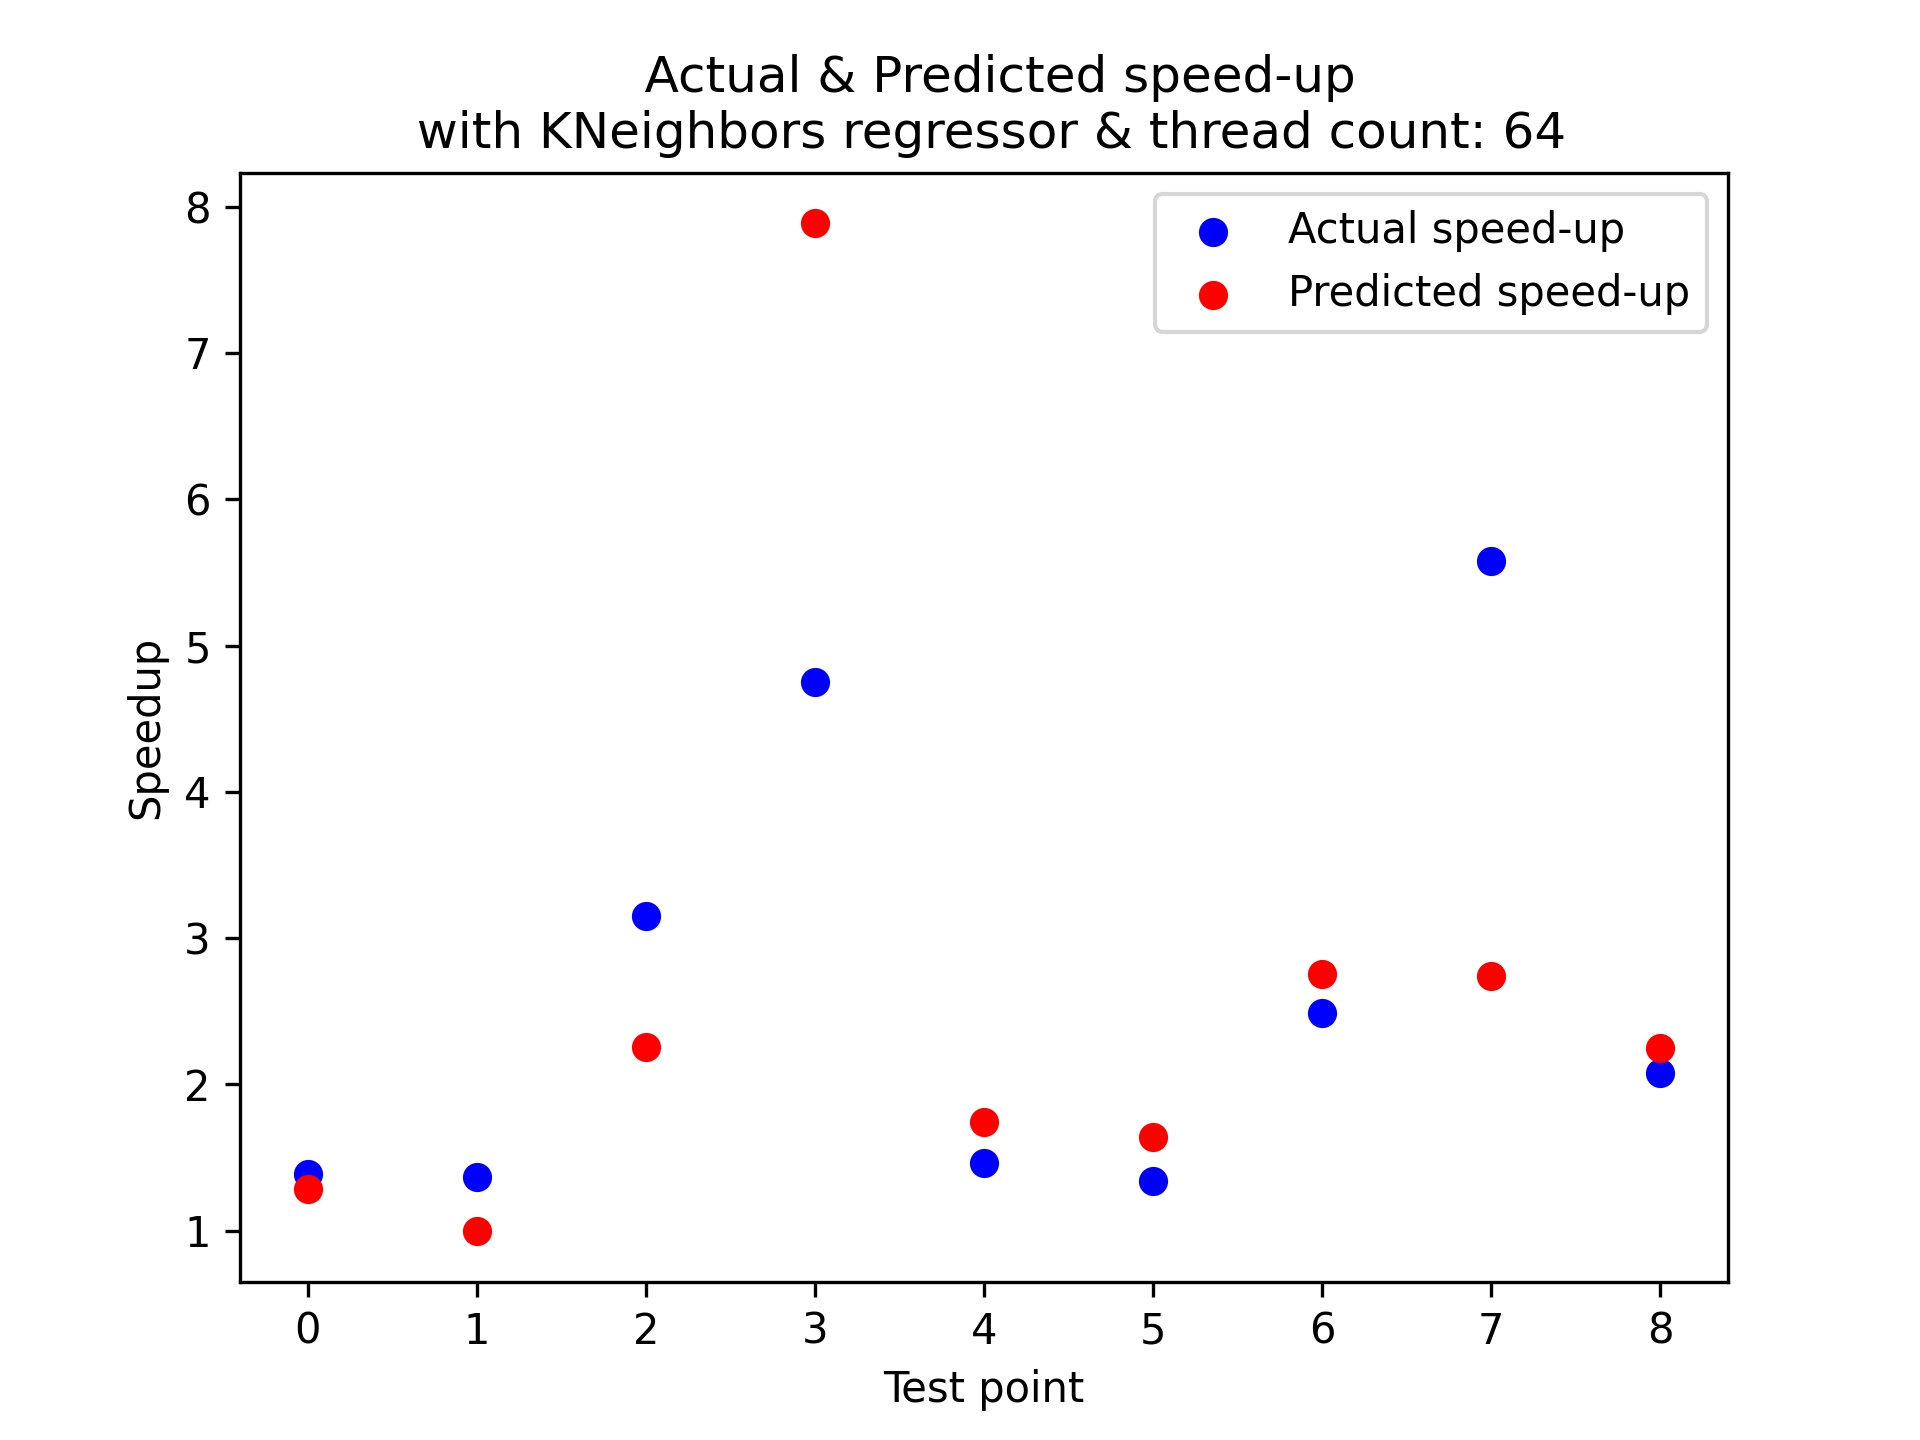 Actual & Predicted speed-up
with KNeighbors regressor & thread count: 64
Actual speed-up
Predicted speed-up
8
7
6
5
4
3
2
1
Speedup
0 1 2 3 4 5 6 7 8
Test point